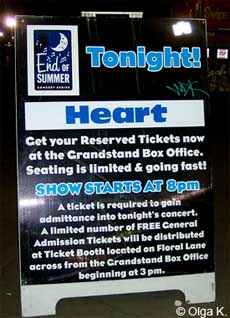 End of
SUMMER
CONCERT SERIES
Tonight!
Heart
Get your Reserved Tickets now
at the Grandstand Box Office.
Seating is limited & going fast!
SHOW STARTS AT 8pm
A ticket is required to gain
admittance into tonight's concert.
A limited number of FREE General
Admission Tickets will be distributed
at Ticket Booth located on Floral Lane
across from the Grandstand Box Office
beginning at 3 pm.
© Olga K.